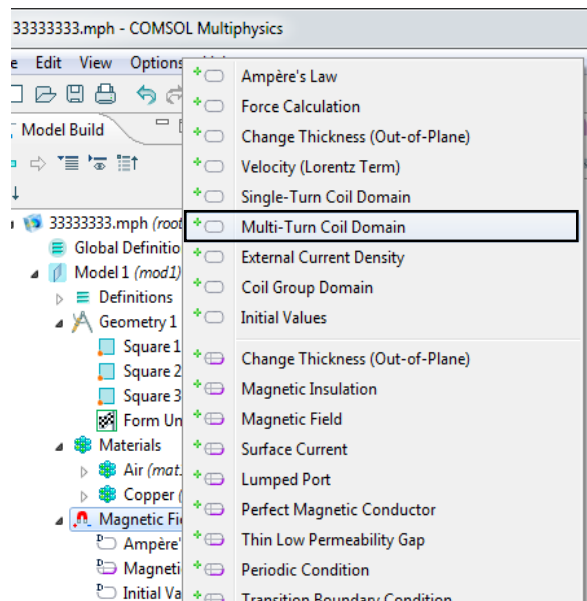 33333333.mph - COMSOL Multiphysics
e Edit View Options
Model Build
33333333.mph (root
Global Definitio
Model 1 (mod1)
Definitions
Geometry 1
Square 1
Square 2
Square 3
Form Un
Materials
Air (mat.
Copper (
Magnetic Fie
Ampère'
Magneti
Initial Va
Ampère's Law
Force Calculation
Change Thickness (Out-of-Plane)
Velocity (Lorentz Term)
Single-Turn Coil Domain
Multi-Turn Coil Domain
External Current Density
Coil Group Domain
Initial Values
Change Thickness (Out-of-Plane)
Magnetic Insulation
Magnetic Field
Surface Current
Lumped Port
Perfect Magnetic Conductor
Thin Low Permeability Gap
Periodic Condition
Transition Boundary Condition